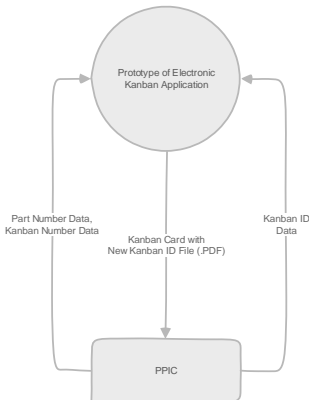 Prototype of Electronic
Kanban Application
Part Number Data,
Kanban Number Data
Kanban Card with
New Kanban ID File (.PDF)
Kanban ID
Data
PPIC